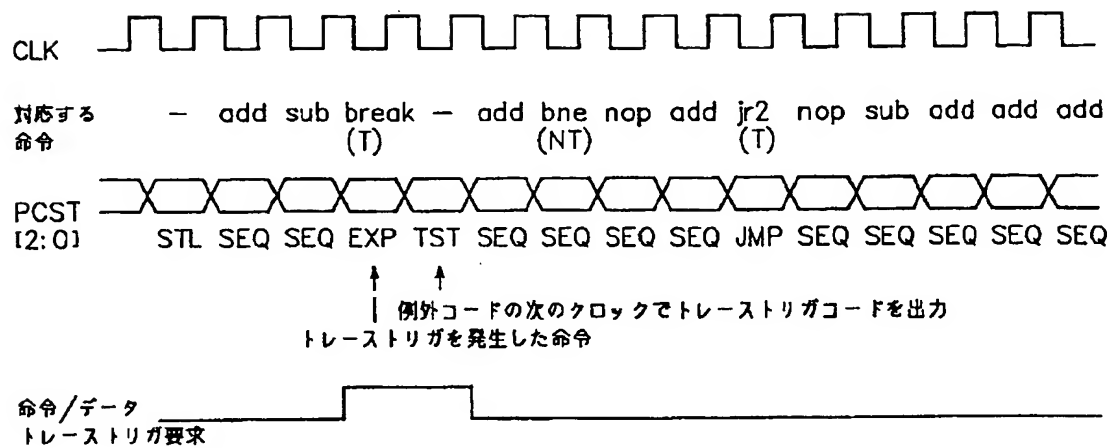 CLK
対応する - add sub break - add bne nop add jr2 nop sub add add add
命令 (T) (NT) (T)
PCST
[2:0] STL SEQ SEQ EXP TST SEQ SEQ SEQ SEQ JMP SEQ SEQ SEQ SEQ SEQ
例外コードの次のクロックでトレーストリガコードを出力
トレーストリガを発生した命令
命令/データ
トレーストリガ要求